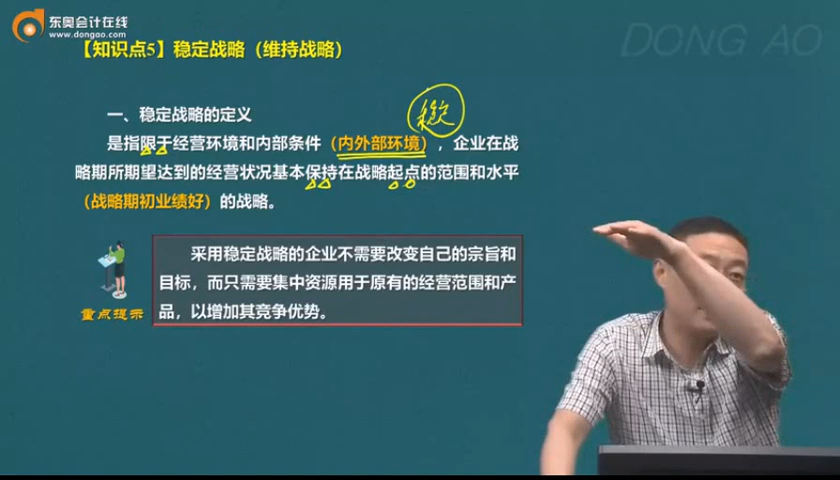 东奥会计在线
www.dongao.com
DONG AO
【知识点5】稳定战略（维持战略）
稳
一、稳定战略的定义
是指限于经营环境和内部条件（内外部环境），企业在战
略期所期望达到的经营状况基本保持在战略起点的范围和水平
（战略期初业绩好）的战略。
采用稳定战略的企业不需要改变自己的宗旨和
目标，而只需要集中资源用于原有的经营范围和产
品，以增加其竞争优势。
重点提示